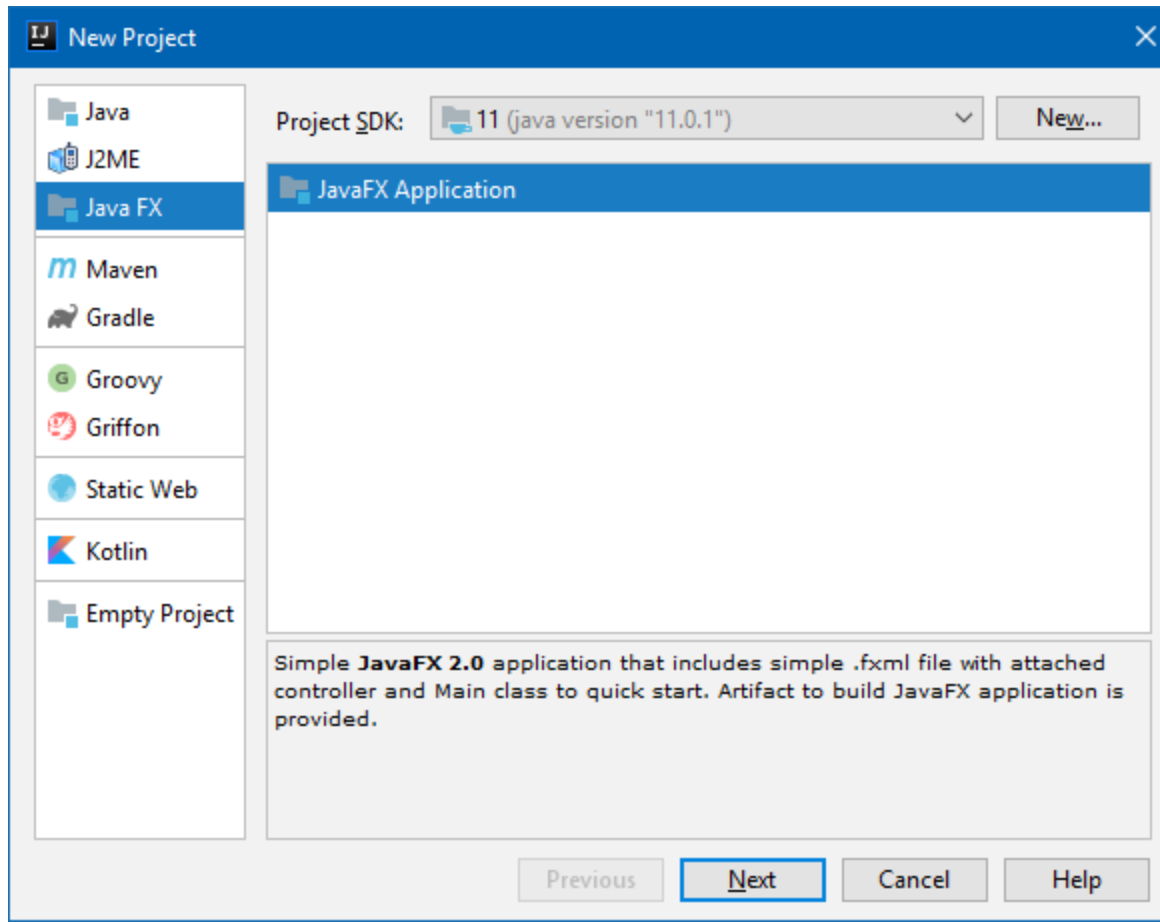 New Project
Java
J2ME
Java FX
Maven
Gradle
Groovy
Griffon
Static Web
Kotlin
Empty Project
Project SDK: 11 (java version "11.0.1") New...
JavaFX Application
Simple JavaFX 2.0 application that includes simple .fxml file with attached
controller and Main class to quick start. Artifact to build JavaFX application is
provided.
Previous Next Cancel Help